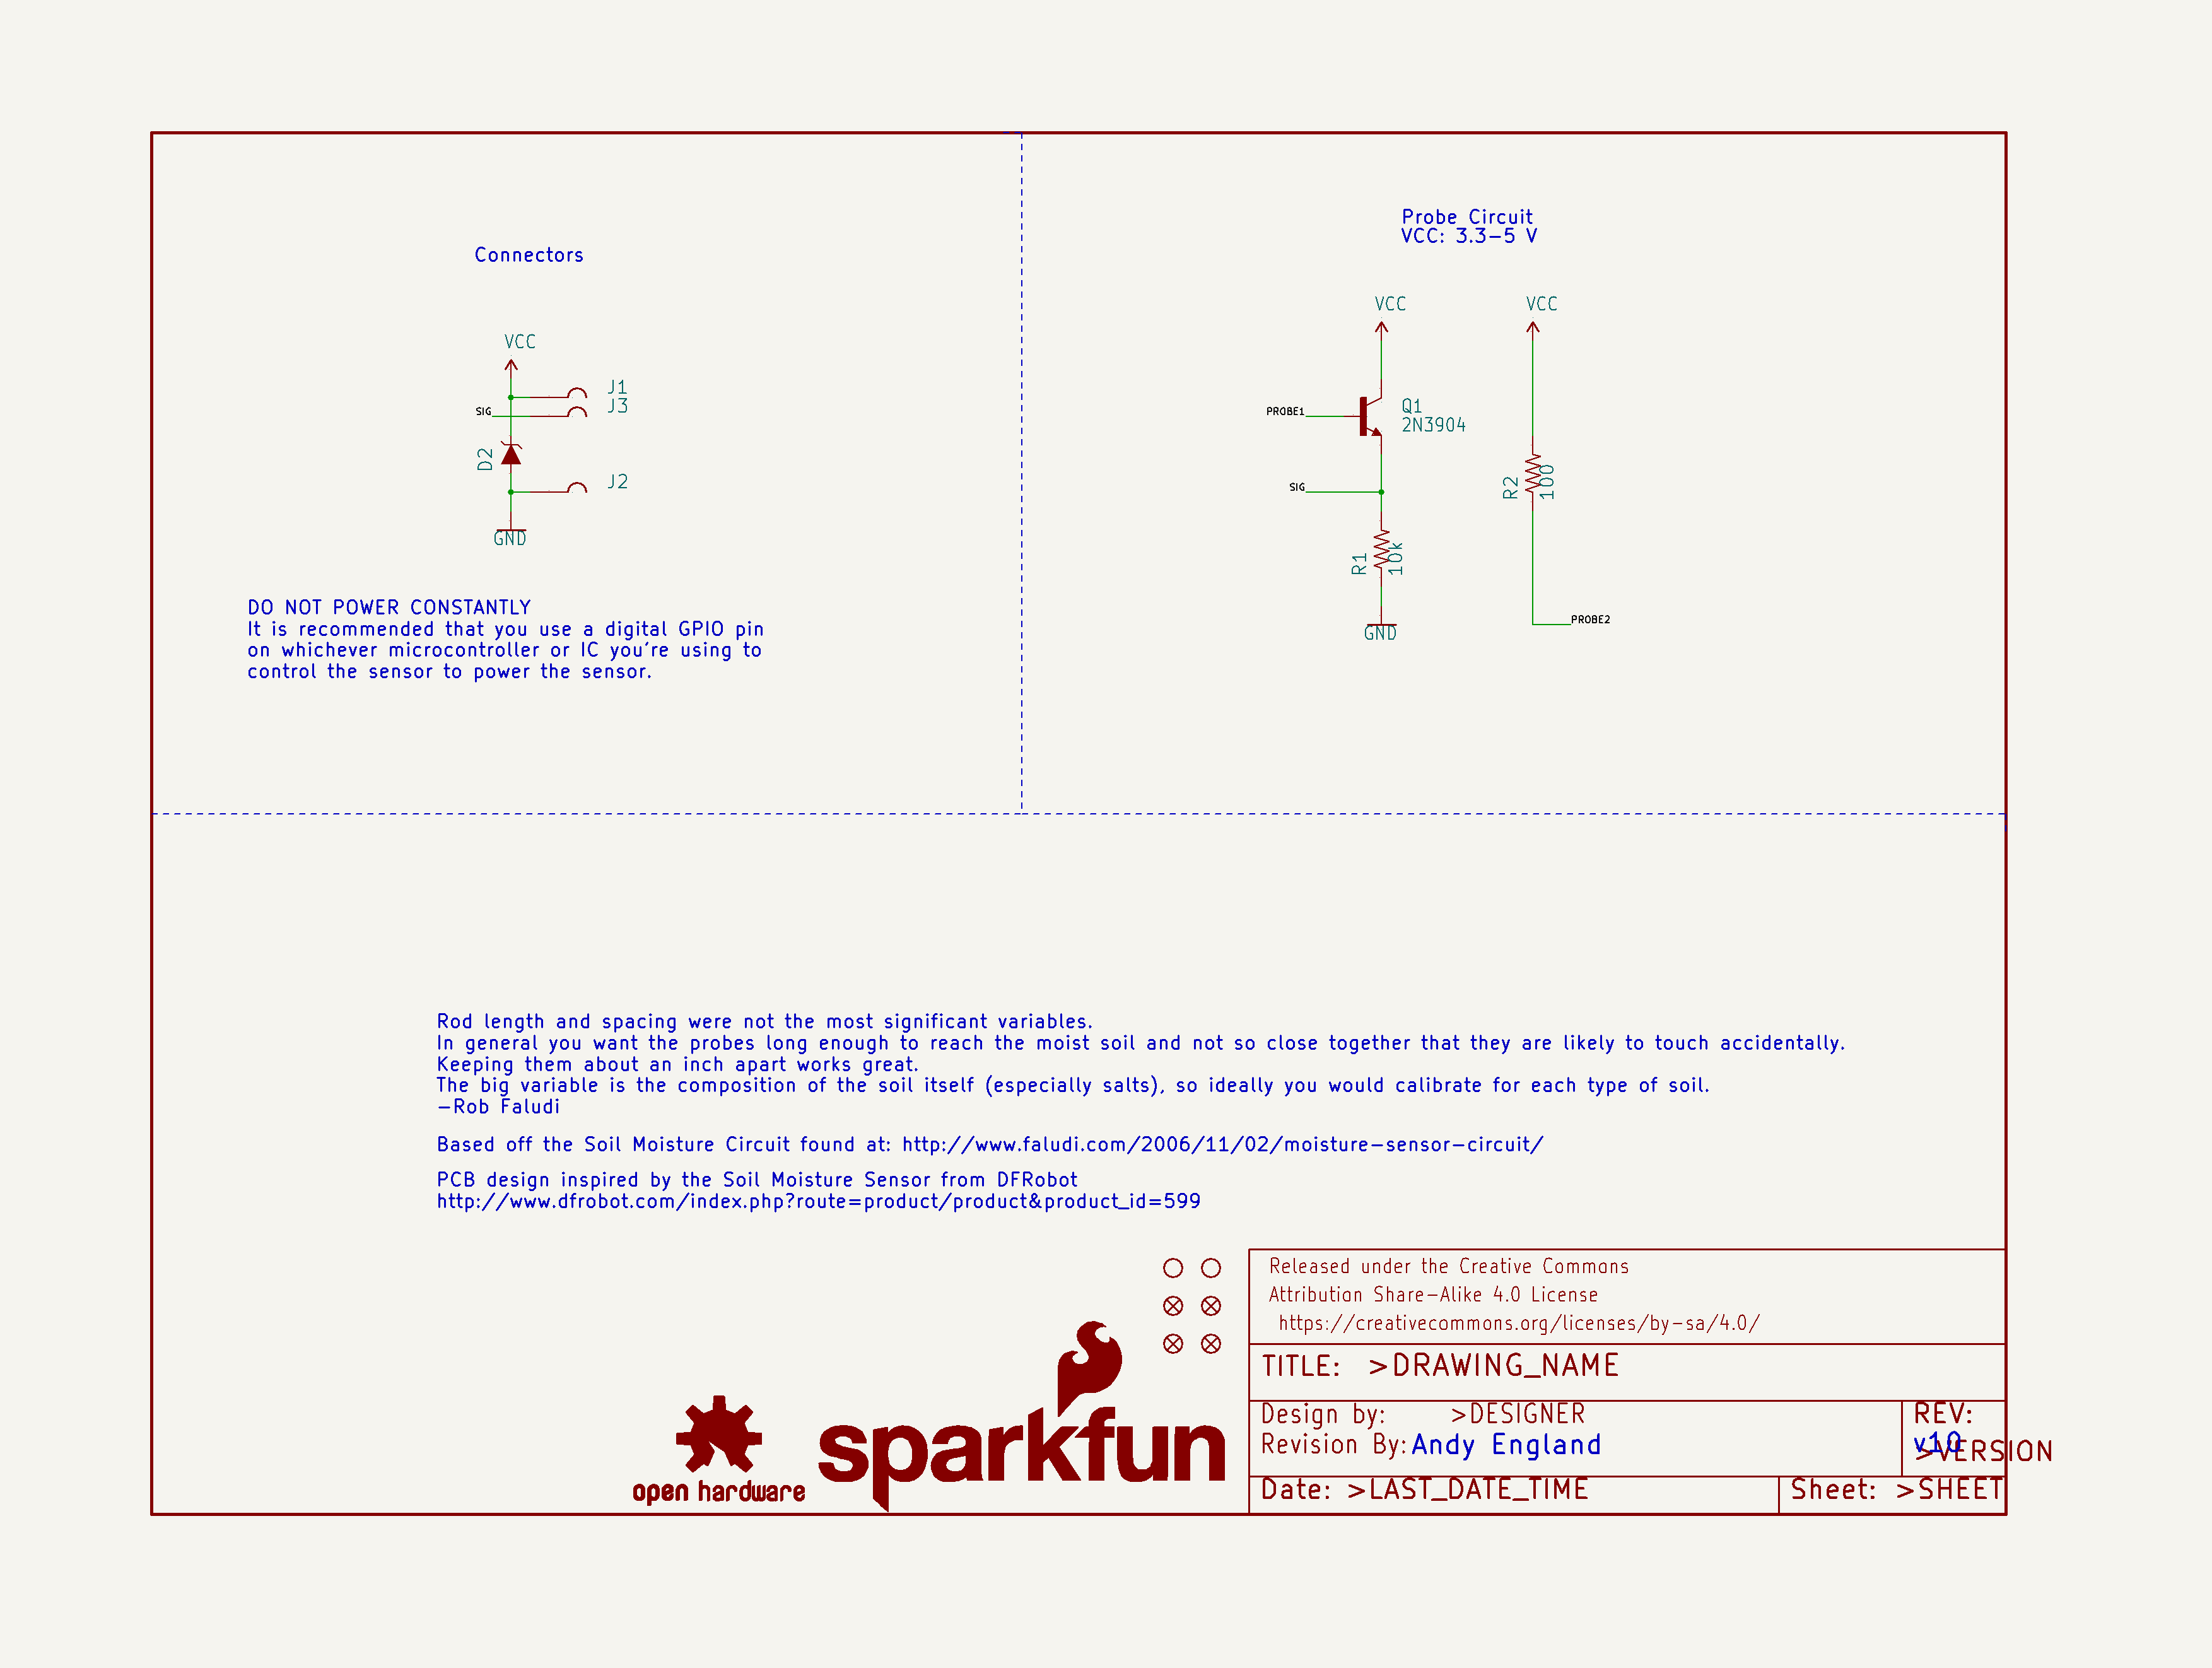 Connectors
VCC
J1
J3
SIG
D2
J2
GND
DO NOT POWER CONSTANTLY
It is recommended that you use a digital GPIO pin
on whichever microcontroller or IC you're using to
control the sensor to power the sensor.
Probe Circuit
VCC: 3.3-5 V
VCC
VCC
PROBE1
Q1
2N3904
SIG
R2
100
R1
10k
GND
PROBE2
Rod length and spacing were not the most significant variables.
In general you want the probes long enough to reach the moist soil and not so close together that they are likely to touch accidentally.
Keeping them about an inch apart works great.
The big variable is the composition of the soil itself (especially salts), so ideally you would calibrate for each type of soil.
-Rob Faludi
Based off the Soil Moisture Circuit found at: http://www.faludi.com/2006/11/02/moisture-sensor-circuit/
PCB design inspired by the Soil Moisture Sensor from DFRobot
http://www.dfrobot.com/index.php?route=product/product&product_id=599
Released under the Creative Commons
Attribution Share-Alike 4.0 License
https://creativecommons.org/licenses/by-sa/4.0/
TITLE: >DRAWING_NAME
Design by: >DESIGNER
Revision By: Andy England
REV:
v10
>VERSION
Date: >LAST_DATE_TIME
Sheet: >SHEET
open hardware
sparkfun